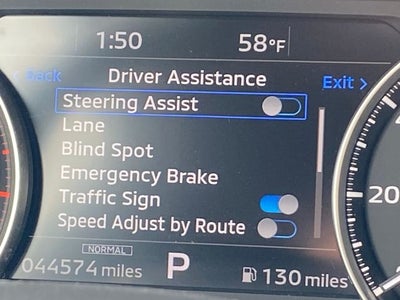 1:50 58°F
Back Driver Assistance Exit >
Steering Assist
Lane
Blind Spot
Emergency Brake
Traffic Sign
20
Speed Adjust by Route
NORMAL
044574 miles P 130 miles